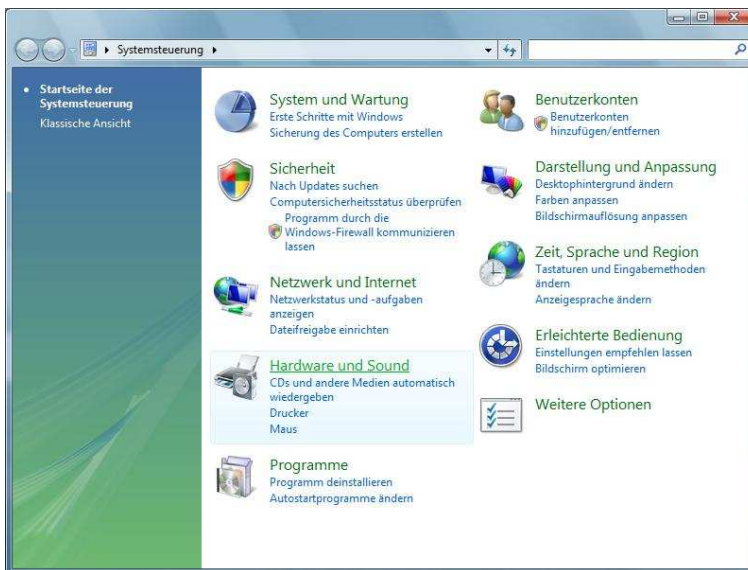 Systemsteuerung
Startseite der
Systemsteuerung
Klassische Ansicht
System und Wartung
Erste Schritte mit Windows
Sicherung des Computers erstellen
Sicherheit
Nach Updates suchen
Computersicherheitsstatus überprüfen
Programm durch die
Windows-Firewall kommunizieren
lassen
Netzwerk und Internet
Netzwerkstatus und -aufgaben
anzeigen
Dateifreigabe einrichten
Hardware und Sound
CDs und andere Medien automatisch
wiedergeben
Drucker
Maus
Programme
Programm deinstallieren
Autostartprogramme ändern
Benutzerkonten
Benutzerkonten
hinzufügen/entfernen
Darstellung und Anpassung
Desktophintergrund ändern
Farben anpassen
Bildschirmauflösung anpassen
Zeit, Sprache und Region
Tastaturen und Eingabemethoden
ändern
Anzeigesprache ändern
Erleichterte Bedienung
Einstellungen empfehlen lassen
Bildschirm optimieren
Weitere Optionen